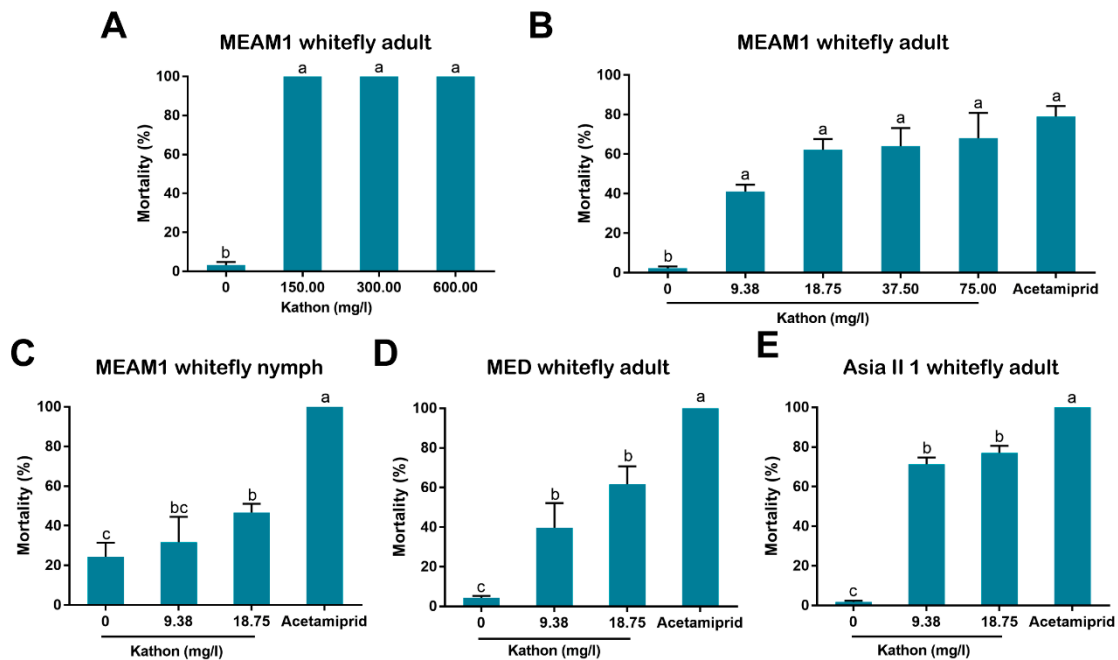 A
MEAM1 whitefly adult
Mortality (%)
100
80
60
40
20
0
b
a
a
a
0 150.00 300.00 600.00
Kathon (mg/l)
B
MEAM1 whitefly adult
Mortality (%)
100
80
60
40
20
0
b
a
a
a
a
a
0 9.38 18.75 37.50 75.00 Acetamiprid
Kathon (mg/l)
C
MEAM1 whitefly nymph
Mortality (%)
100
80
60
40
20
0
c
bc
b
a
0 9.38 18.75 Acetamiprid
Kathon (mg/l)
D
MED whitefly adult
Mortality (%)
100
80
60
40
20
0
c
b
b
a
0 9.38 18.75 Acetamiprid
Kathon (mg/l)
E
Asia II 1 whitefly adult
Mortality (%)
100
80
60
40
20
0
c
b
b
a
0 9.38 18.75 Acetamiprid
Kathon (mg/l)